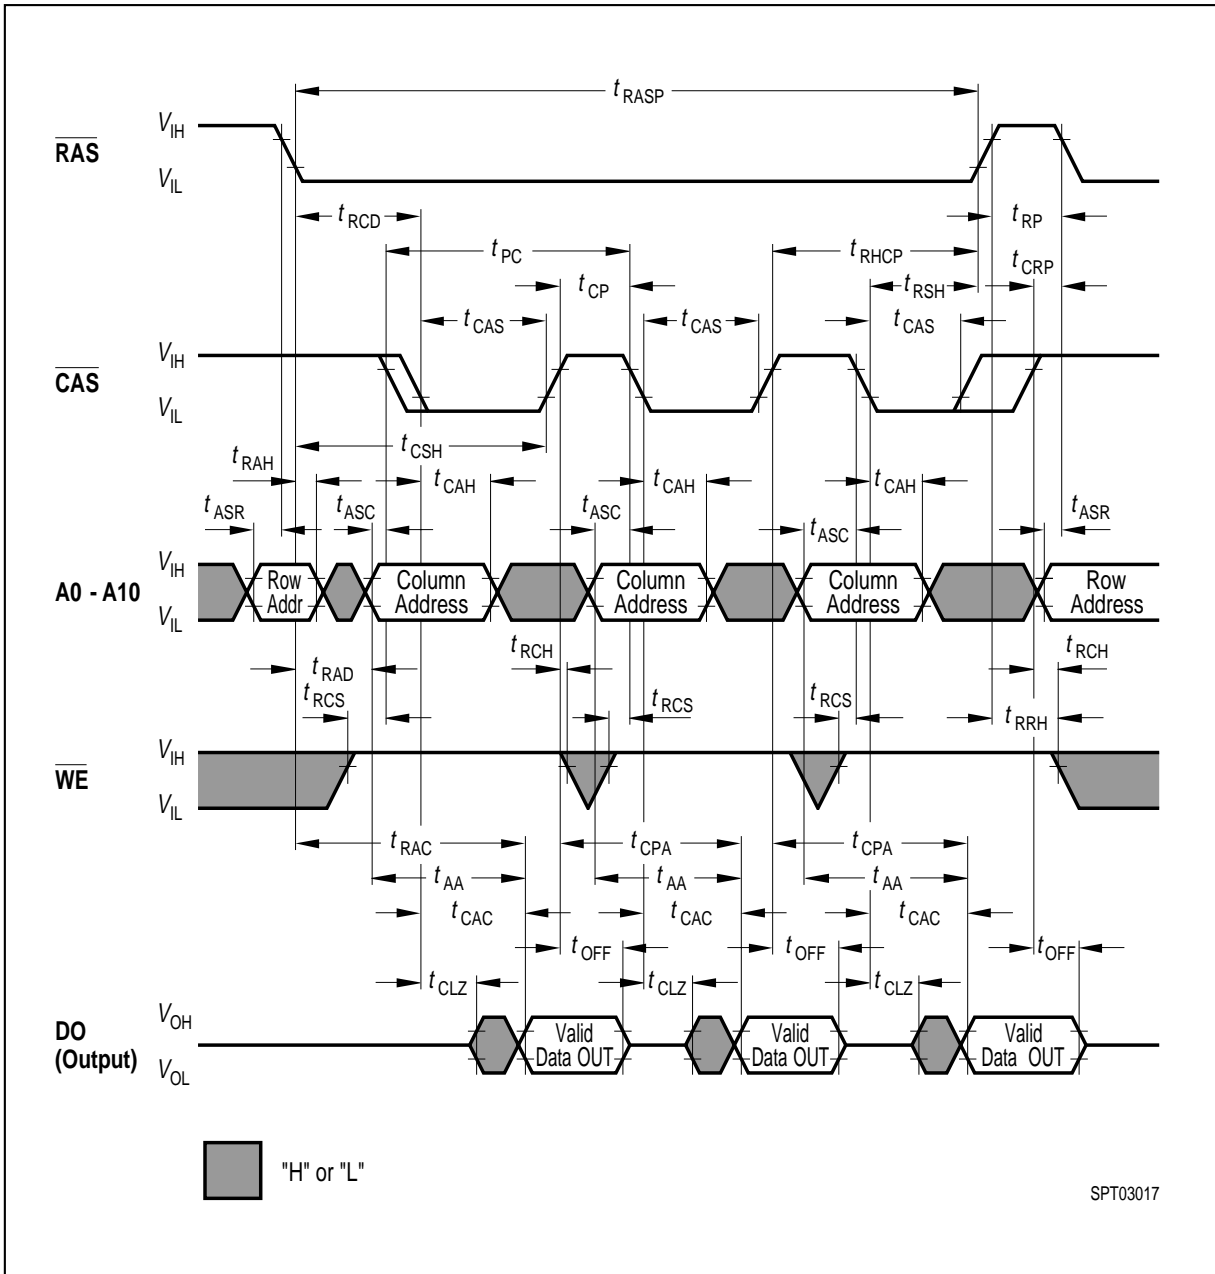 tRASP
VIH
RAS
VIL
tRCD
tRP
tPC
tRHCP
tCRP
tCP
tRSH
tCAS
tCAS
tCAS
VIH
CAS
VIL
tCSH
tRAH
tCAH
tCAH
tCAH
tASR
tASC
tASC
tASC
tASR
VIH
A0 - A10
VIL
Row
Addr
Column
Address
Column
Address
Column
Address
Row
Address
tRCH
tRCH
tRAD
tRCS
tRCS
tRCS
tRRH
VIH
WE
VIL
tRAC
tCPA
tCPA
tAA
tAA
tAA
tCAC
tCAC
tCAC
tOFF
tOFF
tOFF
tCLZ
tCLZ
tCLZ
VOH
DO
(Output)
VOL
Valid
Data OUT
Valid
Data OUT
Valid
Data OUT
"H" or "L"
SPT03017